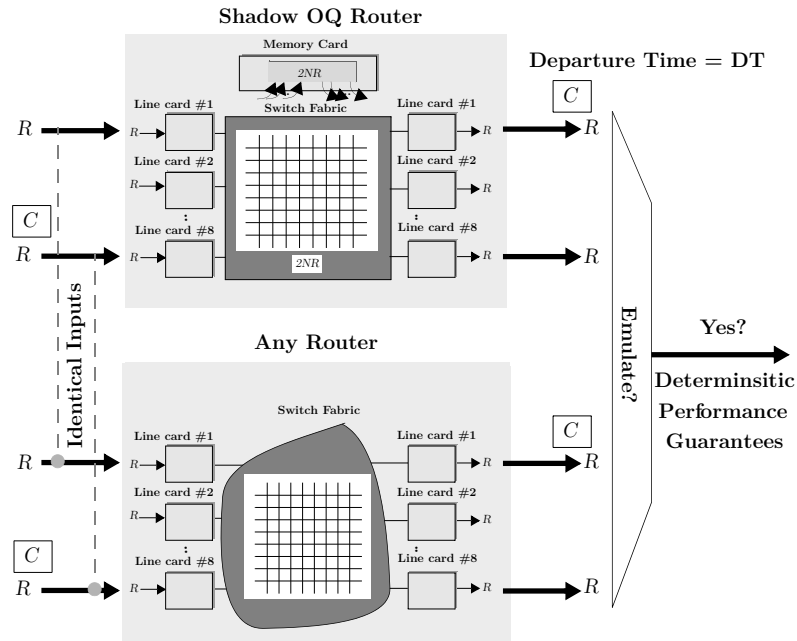 Shadow OQ Router
Memory Card
2NR
Departure Time = DT
C
Line card #1
Switch Fabric
Line card #1
R
R
R
R
Line card #2
Line card #2
R
R
C
:
:
Line card #8
Line card #8
R
R
R
R
2NR
Identical Inputs
Any Router
Emulate?
Yes?
Determinsitic
Performance
Guarantees
Switch Fabric
C
Line card #1
Line card #1
R
R
R
R
Line card #2
Line card #2
R
R
C
:
:
Line card #8
Line card #8
R
R
R
R